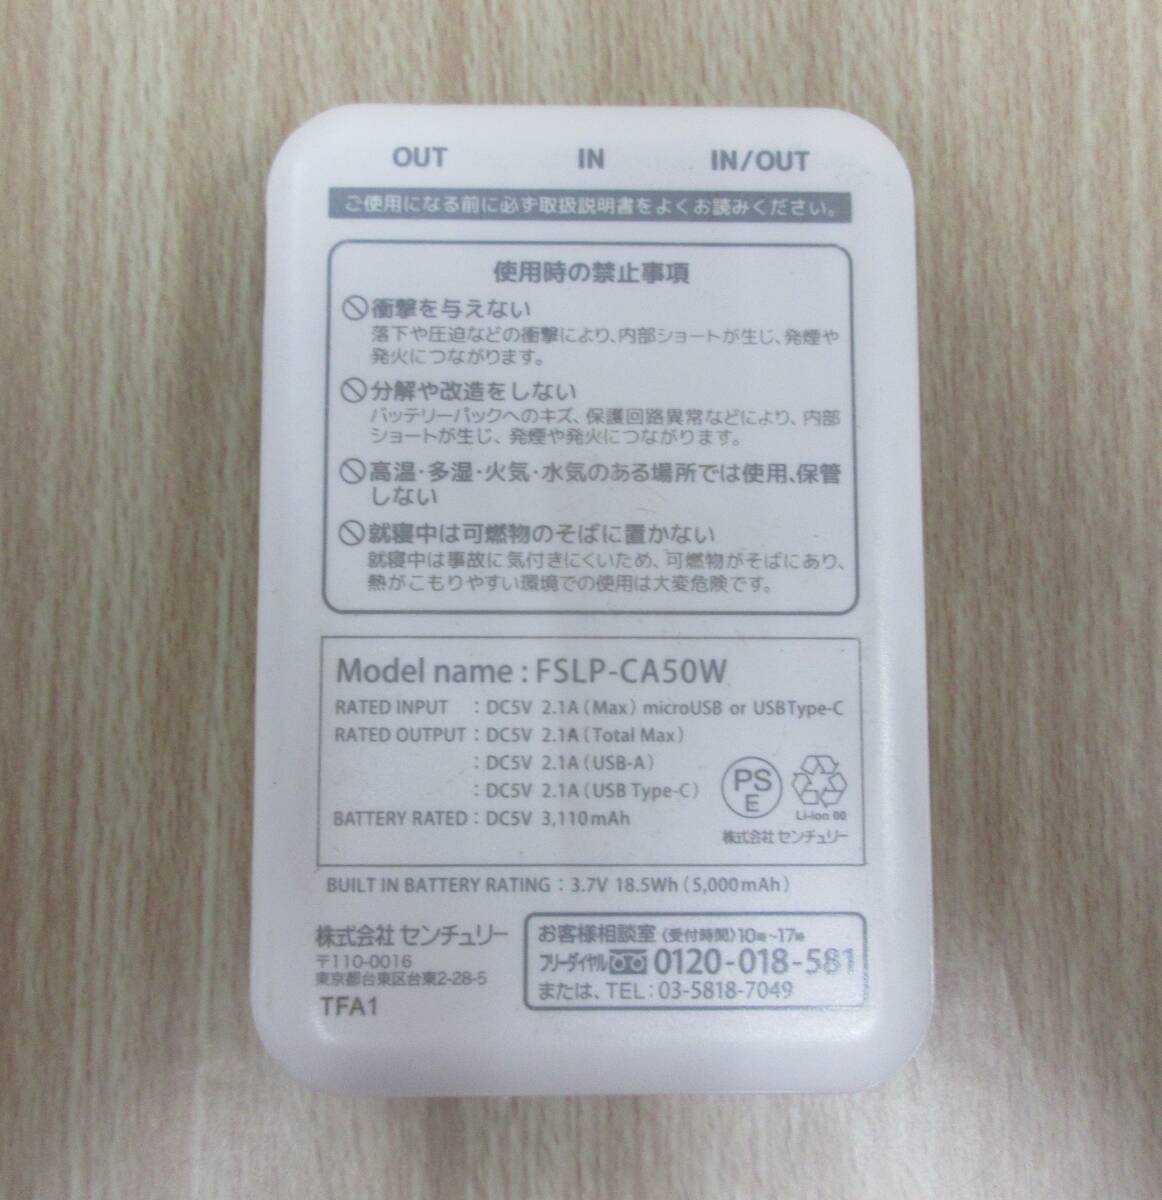 OUT IN IN/OUT
ご使用になる前に必ず取扱説明書をよくお読みください。
使用時の禁止事項
衝撃を与えない
落下や圧迫などの衝撃により、内部ショートが生じ、発煙や
発火につながります。
分解や改造をしない
バッテリーパックへのキズ、保護回路異常などにより、内部
ショートが生じ、発煙や発火につながります。
高温・多湿・火気・水気のある場所では使用、保管
しない
就寝中は可燃物のそばに置かない
就寝中は事故に気付きにくいため、可燃物がそばにあり、
熱がこもりやすい環境での使用は大変危険です。
Model name : FSLP-CA50W
RATED INPUT : DC5V 2.1A (Max) microUSB or USBType-C
RATED OUTPUT : DC5V 2.1A (Total Max)
: DC5V 2.1A (USB-A)
: DC5V 2.1A (USB Type-C)
BATTERY RATED : DC5V 3,110mAh
PS
E
Li-ion 00
株式会社 センチュリー
BUILT IN BATTERY RATING : 3.7V 18.5Wh (5,000mAh)
株式会社 センチュリー
〒110-0016
東京都台東区台東2-28-5
TFA1
お客様相談室 〈受付時間〉10時~17時
フリーダイヤル 0120-018-581
または、TEL:03-5818-7049